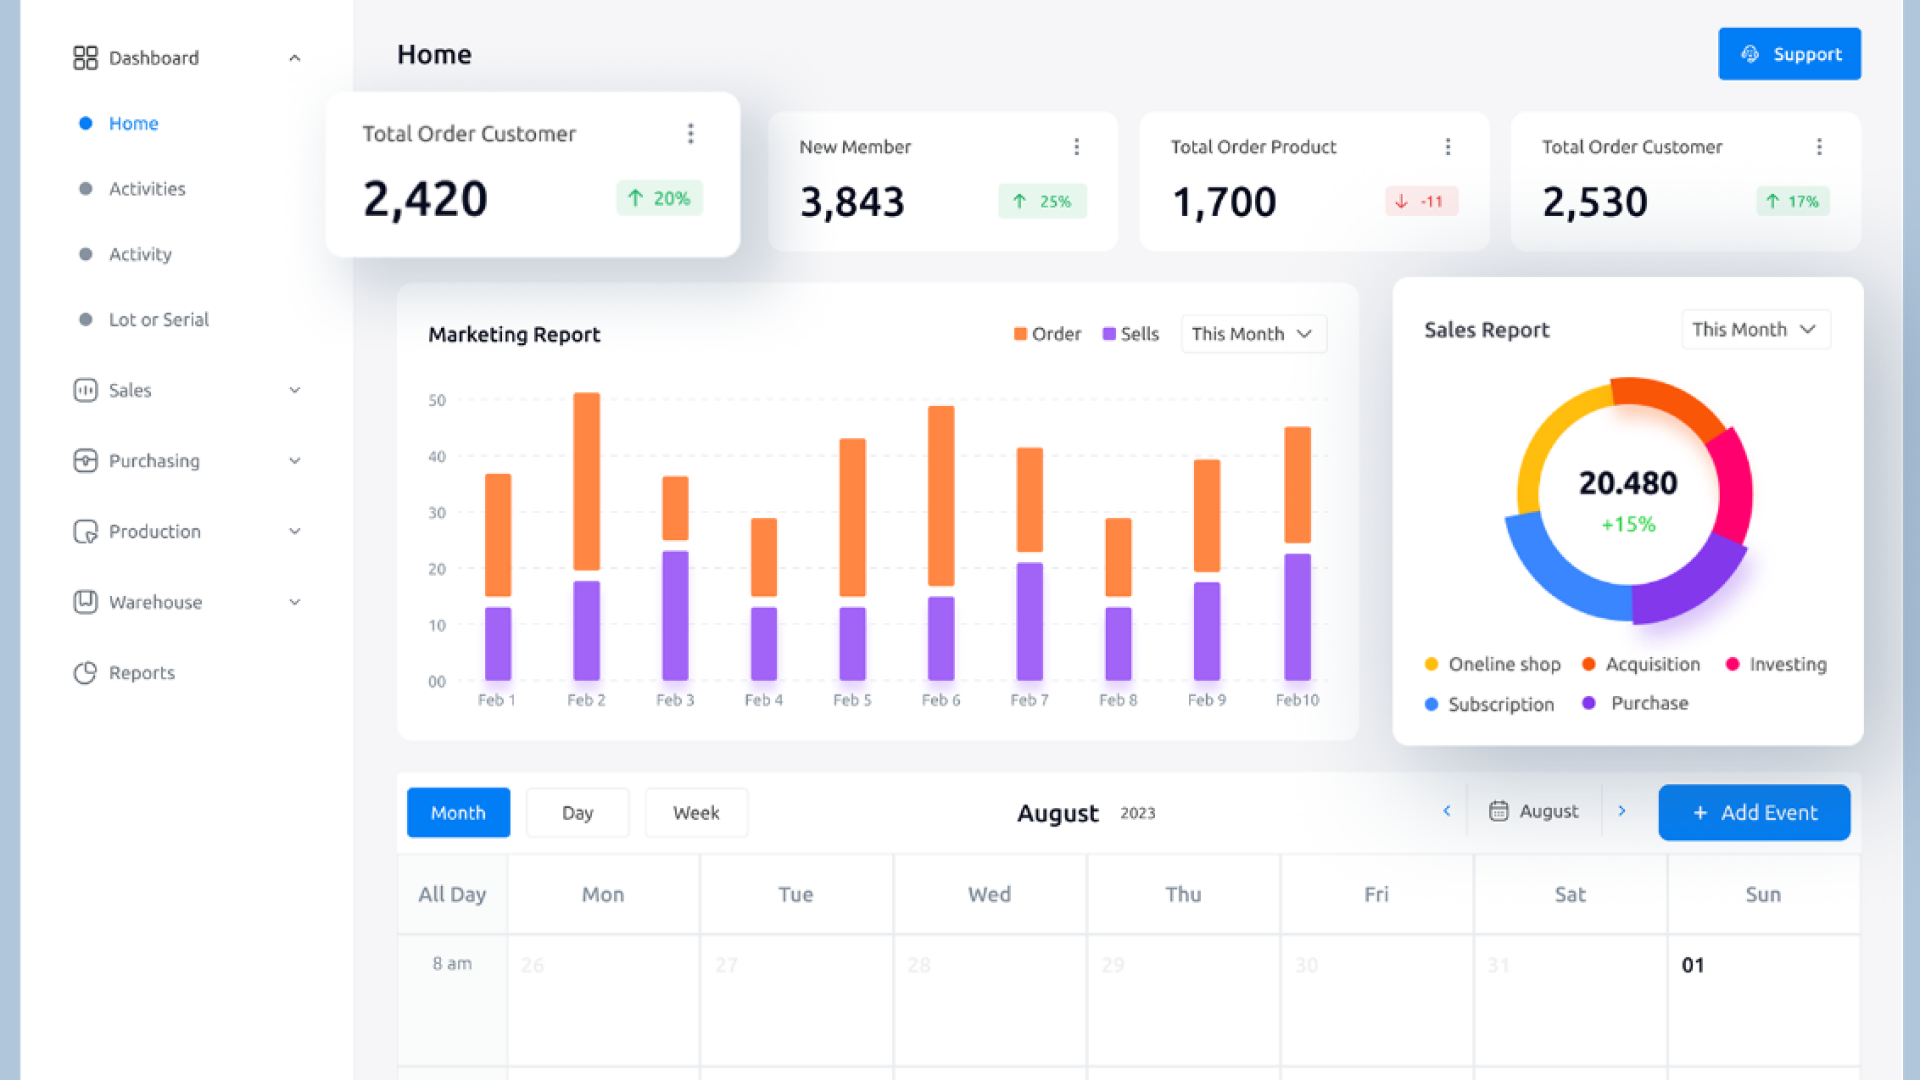 Dashboard
Home
Activities
Activity
Lot or Serial
Sales
Purchasing
Production
Warehouse
Reports
Home
Support
Total Order Customer
2,420
20%
New Member
3,843
25%
Total Order Product
1,700
-11
Total Order Customer
2,530
17%
Marketing Report
Order Sells This Month
50
40
30
20
10
00
Feb 1 Feb 2 Feb 3 Feb 4 Feb 5 Feb 6 Feb 7 Feb 8 Feb 9 Feb10
Sales Report This Month
20.480
+15%
Oneline shop Acquisition Investing
Subscription Purchase
Month Day Week August 2023 August + Add Event
All Day Mon Tue Wed Thu Fri Sat Sun
8 am 26 27 28 29 30 31 01